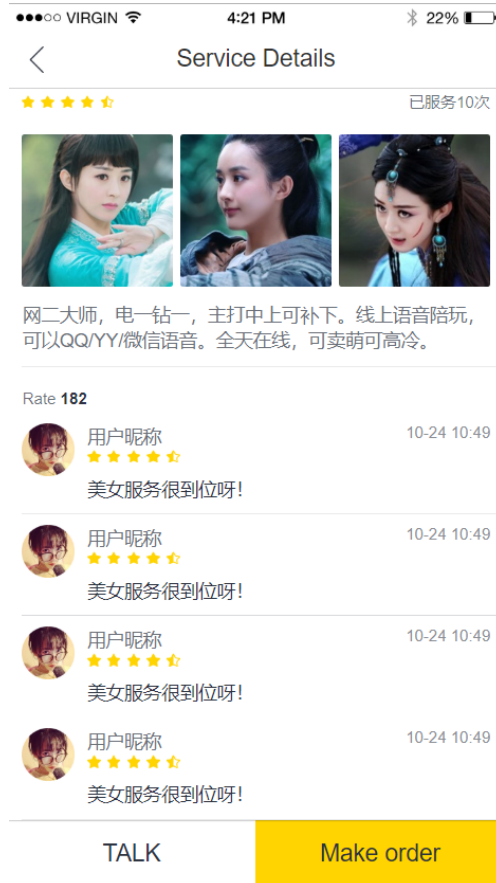 VIRGIN 4:21 PM 22%
Service Details
已服务10次
网二大师，电一钻一，主打中上可补下。线上语音陪玩，
可以QQ/YY/微信语音。全天在线，可卖萌可高冷。
Rate 182
用户昵称 10-24 10:49
美女服务很到位呀！
用户昵称 10-24 10:49
美女服务很到位呀！
用户昵称 10-24 10:49
美女服务很到位呀！
用户昵称 10-24 10:49
美女服务很到位呀！
TALK Make order